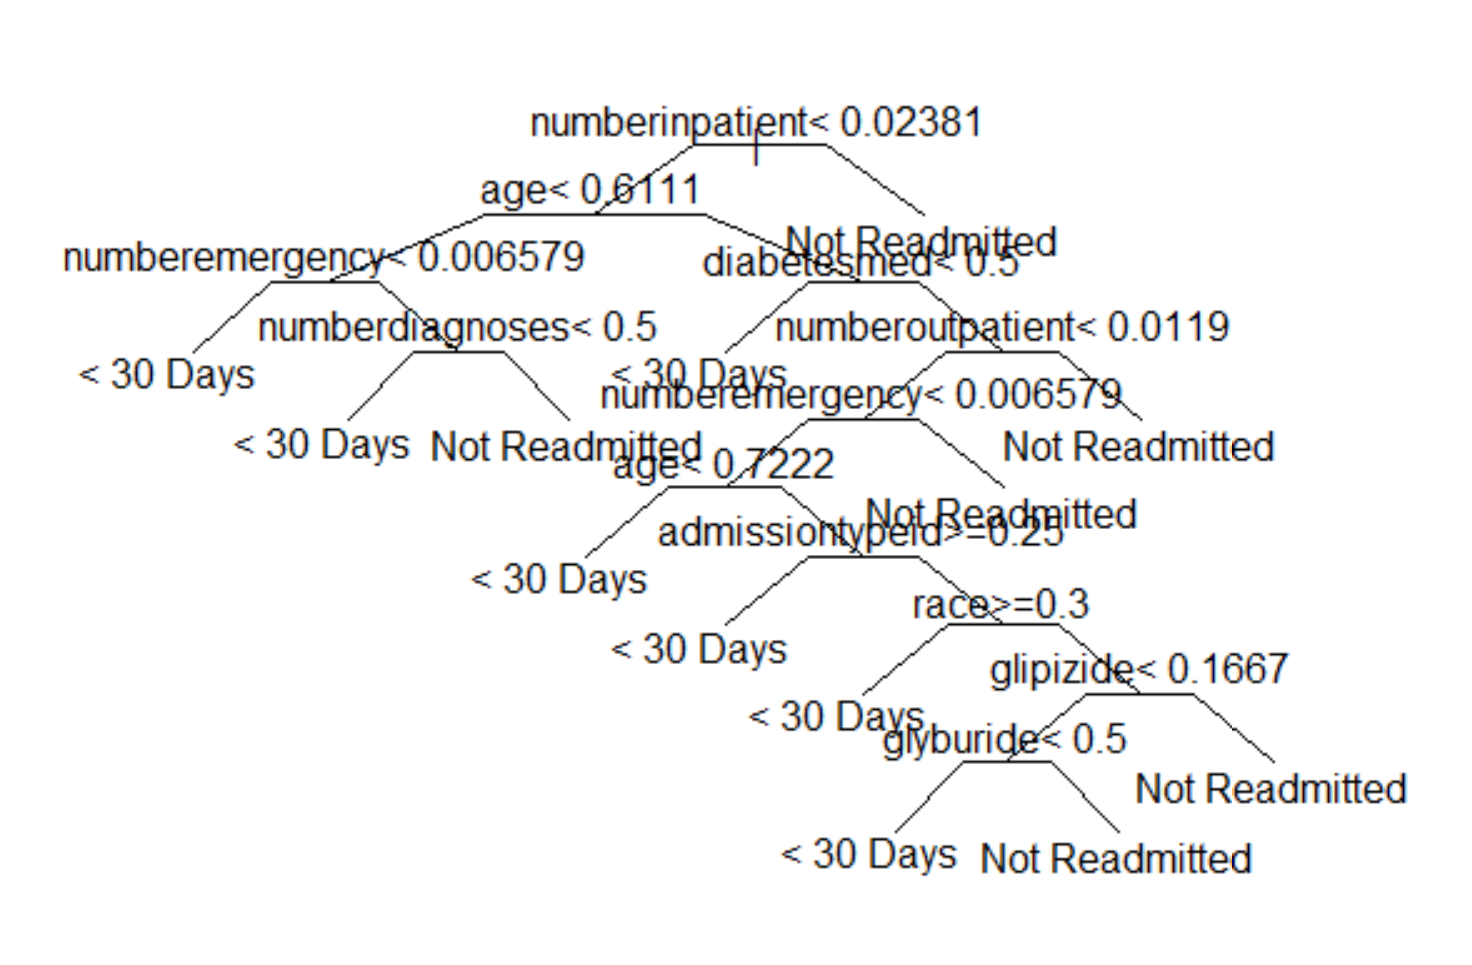 numberinpatient< 0.02381
age< 0.6111
Not Readmitted
numberemergency< 0.006579
diabetesmed< 0.5
numberdiagnoses< 0.5
numberoutpatient< 0.0119
< 30 Days
< 30 Days
numberemergency< 0.006579
< 30 Days
Not Readmitted
Not Readmitted
age< 0.7222
Not Readmitted
admissiontypeid>=0.25
< 30 Days
race>=0.3
< 30 Days
glipizide< 0.1667
< 30 Days
glyburide< 0.5
Not Readmitted
< 30 Days
Not Readmitted